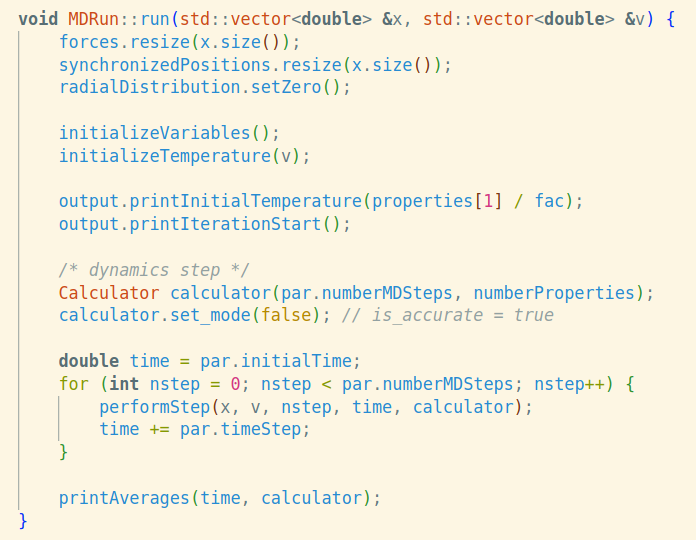 void MDRun::run(std::vector<double> &x, std::vector<double> &v) {
    forces.resize(x.size());
    synchronizedPositions.resize(x.size());
    radialDistribution.setZero();

    initializeVariables();
    initializeTemperature(v);

    output.printInitialTemperature(properties[1] / fac);
    output.printIterationStart();

    /* dynamics step */
    Calculator calculator(par.numberMDSteps, numberProperties);
    calculator.set_mode(false); // is_accurate = true

    double time = par.initialTime;
    for (int nstep = 0; nstep < par.numberMDSteps; nstep++) {
        performStep(x, v, nstep, time, calculator);
        time += par.timeStep;
    }

    printAverages(time, calculator);
}